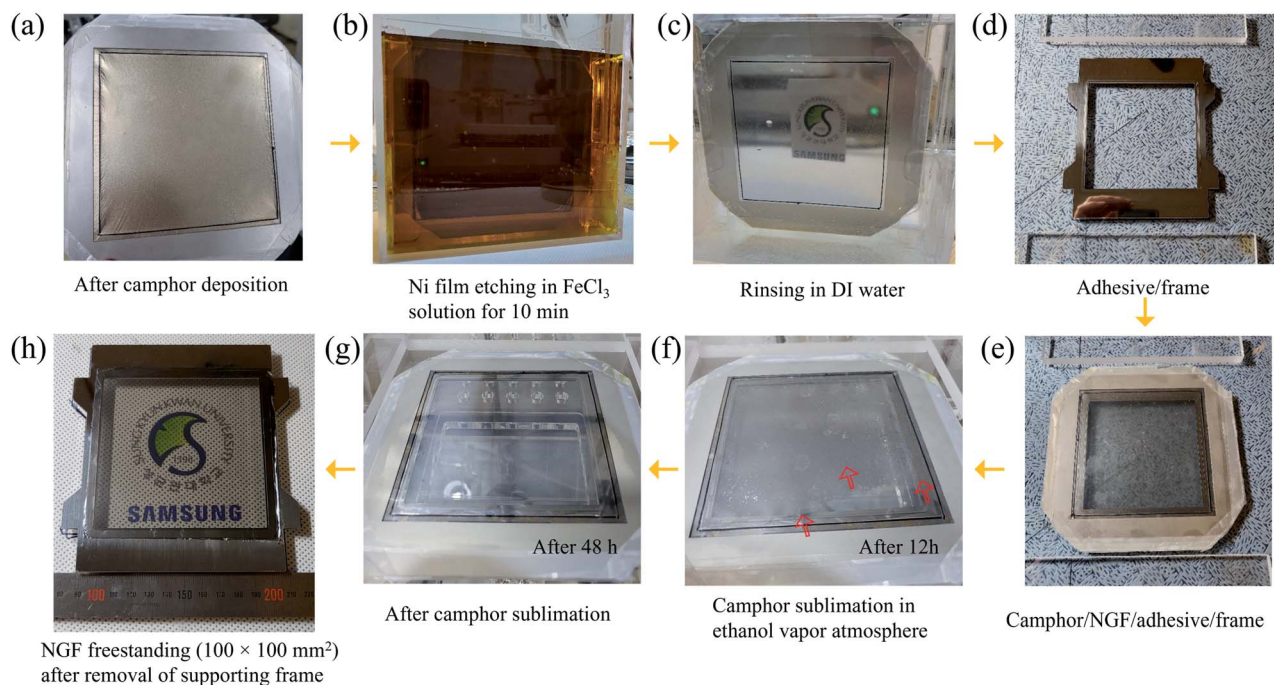 (a)
After camphor deposition
(b)
Ni film etching in FeCl₃
solution for 10 min
(c)
SAMSUNG
Rinsing in DI water
(d)
Adhesive/frame
(e)
Camphor/NGF/adhesive/frame
(f)
After 12h
Camphor sublimation in
ethanol vapor atmosphere
(g)
After 48 h
After camphor sublimation
(h)
SUNGKYUNKWAN UNIVERSITY
SAMSUNG
100 150 200
NGF freestanding (100 × 100 mm²)
after removal of supporting frame